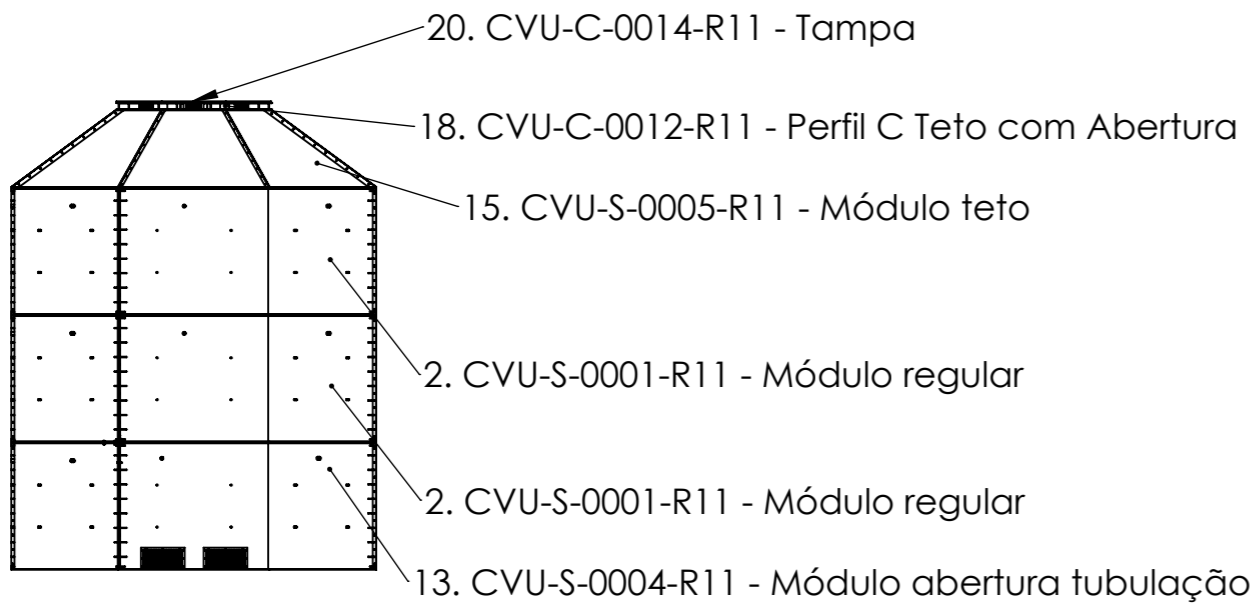 20. CVU-C-0014-R11 - Tampa
18. CVU-C-0012-R11 - Perfil C Teto com Abertura
15. CVU-S-0005-R11 - Módulo teto
2. CVU-S-0001-R11 - Módulo regular
2. CVU-S-0001-R11 - Módulo regular
13. CVU-S-0004-R11 - Módulo abertura tubulação